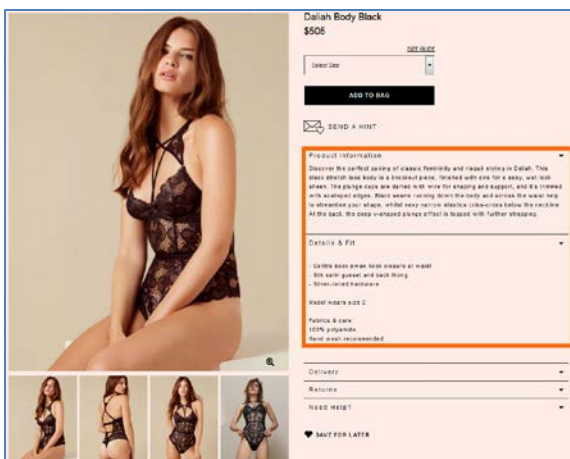 Daliah Body Black
$505
SIZE GUIDE
Select Size
ADD TO BAG
SEND A HINT
Product Information
Discover the perfect pairing of classic femininity and risqué styling in Daliah. This
black stretch lace body is a knockout piece, finished with ciré for a sexy, wet look
sheen. The plunge cups are darted with wire for shaping and support, and it's trimmed
with scalloped edges. Black seams running down the body and across the waist help
to streamline your shape, whilst sexy narrow elastics criss-cross below the neckline.
At the back, the deep v-shaped plunge effect is topped with further strapping.
Details & Fit
- Centre back swan hook closure at waist
- Silk satin gusset and back thong
- Silver-toned hardware
Model wears size 2
Fabrics & care:
100% polyamide
Hand wash recommended
Delivery
Returns
Need Help?
SAVE FOR LATER